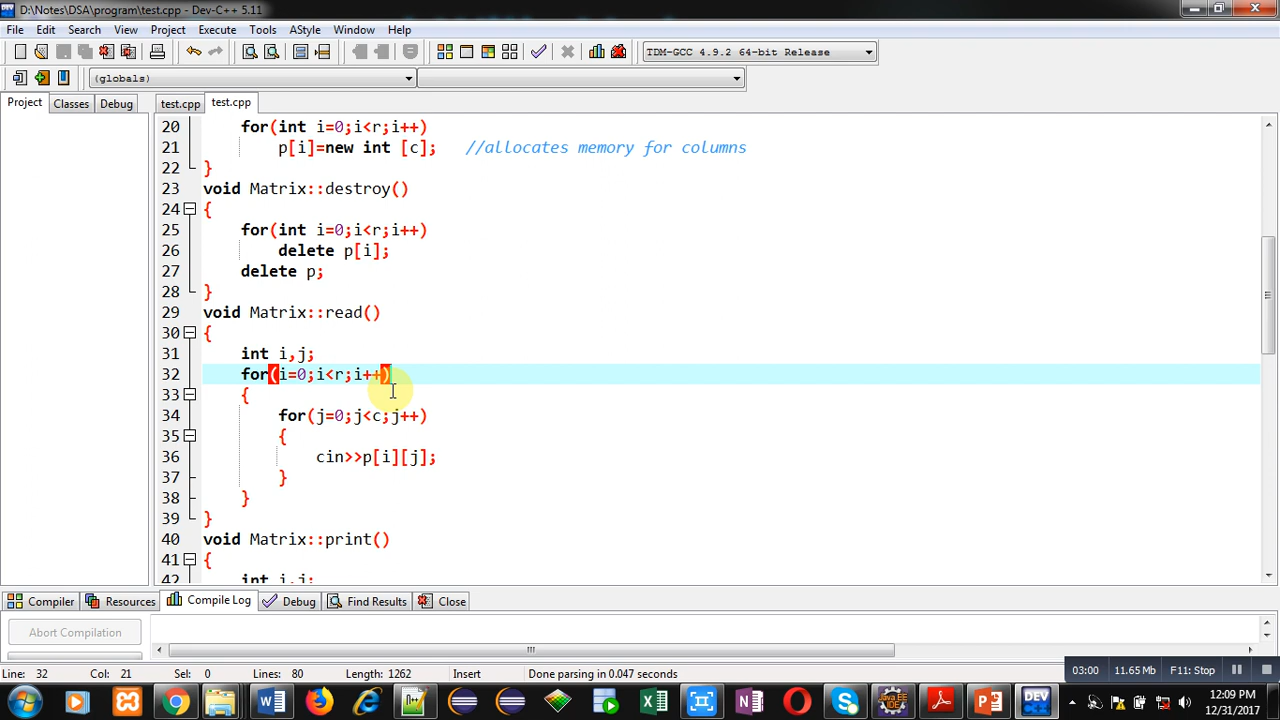 D:\Notes\DSA\program\test.cpp - Dev-C++ 5.11
File Edit Search View Project Execute Tools AStyle Window Help
TDM-GCC 4.9.2 64-bit Release
(globals)
Project Classes Debug test.cpp test.cpp
20 for(int i=0;i<r;i++)
21 p[i]=new int [c]; //allocates memory for columns
22 }
23 void Matrix::destroy()
24 {
25 for(int i=0;i<r;i++)
26 delete p[i];
27 delete p;
28 }
29 void Matrix::read()
30 {
31 int i,j;
32 for(i=0;i<r;i++)
33 {
34 for(j=0;j<c;j++)
35 {
36 cin>>p[i][j];
37 }
38 }
39 }
40 void Matrix::print()
41 {
42 int i,j;
Compiler Resources Compile Log Debug Find Results Close
Abort Compilation
Line: 32 Col: 21 Sel: 0 Lines: 80 Length: 1262 Insert Done parsing in 0.047 seconds
03:00 11.65 Mb F11: Stop
12:09 PM
12/31/2017